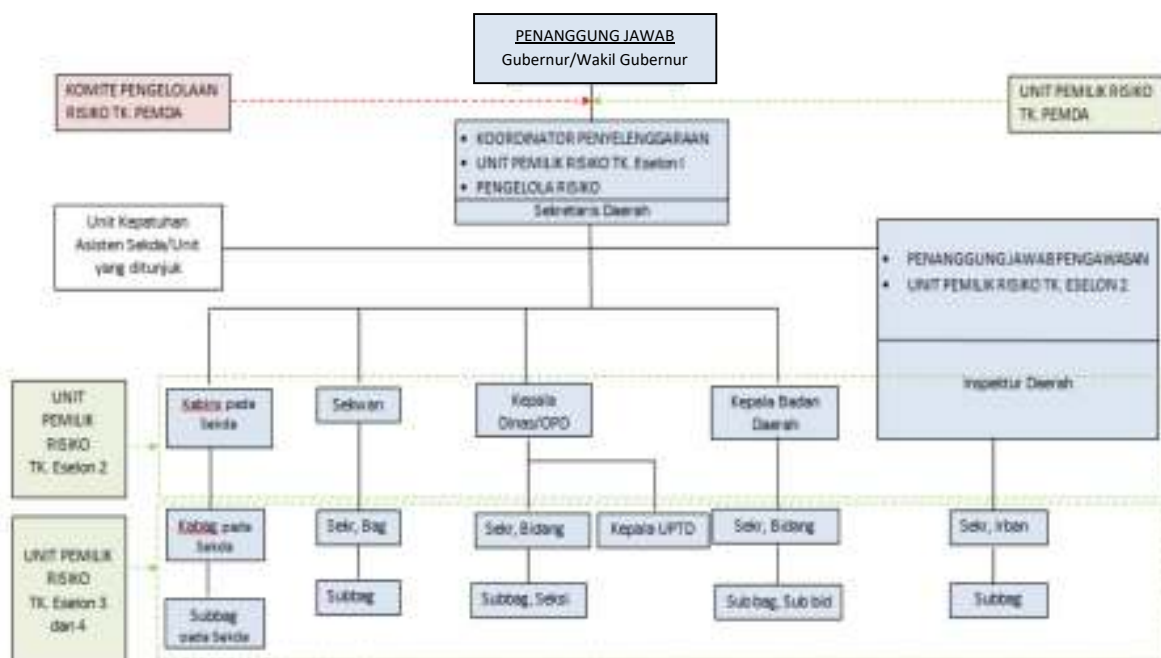 PENANGGUNG JAWAB
Gubernur/Wakil Gubernur
KOMITE PENGELOLAAN
RISIKO TK. PEMDA
UNIT PEMILIK RISIKO
TK. PEMDA
• KOORDINATOR PENYELENGGARAAN
• UNIT PEMILIK RISIKO TK. Eselon I
• PENGELOLA RISIKO
Sekretaris Daerah
Unit Kepatuhan
Asisten Sekda/Unit
yang ditunjuk
• PENANGGUNG JAWAB PENGAWASAN
• UNIT PEMILIK RISIKO TK. ESELON 2
Inspektur Daerah
UNIT
PEMILIK
RISIKO
TK. Eselon 2
Kabiro pada
Sekda
Sekwan
Kepala
Dinas/OPD
Kepala Badan
Daerah
UNIT PEMILIK
RISIKO
TK. Eselon 3
dan 4
Kabag pada
Sekda
Sekr, Bag
Sekr, Bidang
Kepala UPTD
Sekr, Bidang
Sekr, Irban
Subbag
pada Sekda
Subbag
Subbag, Seksi
Subbag, Sub bid
Subbag